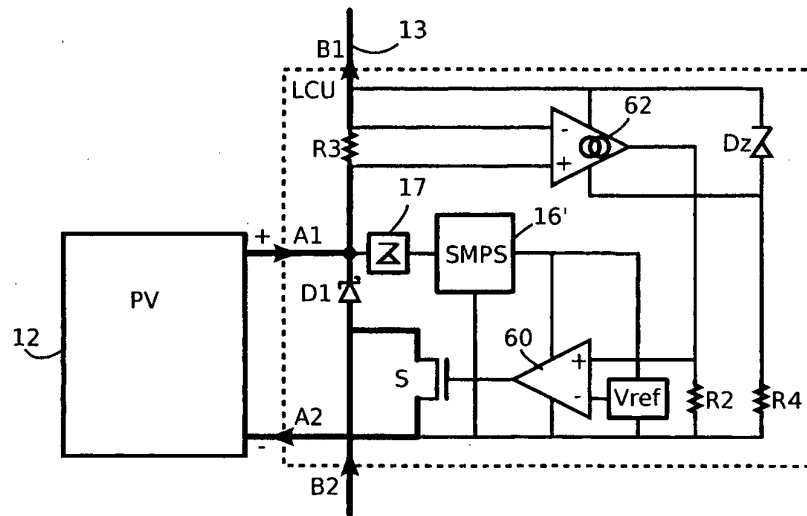 13
B1
LCU
62
R3
-
+
Dz
17
16'
+
A1
SMPS
PV
D1
12
60
S
+
-
Vref
R2
R4
A2
-
B2